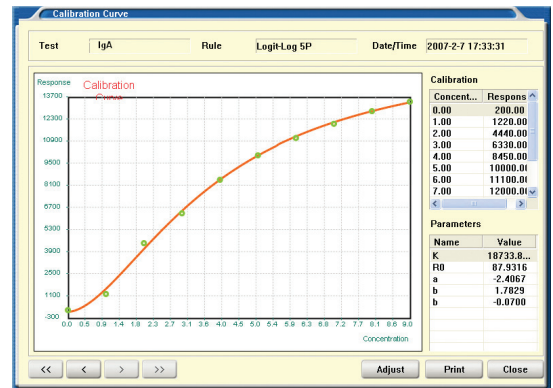 Calibration Curve
Test IgA Rule Logit-Log 5P Date/Time 2007-2-7 17:33:31
Response
Calibration
Curve
13700
12300
10900
9500
8100
6700
5300
3900
2500
1100
-300
0.0 0.5 0.9 1.4 1.8 2.3 2.7 3.1 3.6 4.0 4.5 5.0 5.4 5.8 6.3 6.8 7.2 7.7 8.1 8.6 9.0
Concentration
Calibration
Concent... Respons
0.00 200.00
1.00 1220.00
2.00 4440.00
3.00 6330.00
4.00 8450.00
5.00 10000.0(
6.00 11100.0(
7.00 12000.0(
Parameters
Name Value
K 18733.8...
R0 87.9316
a -2.4067
b 1.7829
b -0.0700
<< < > >> Adjust Print Close